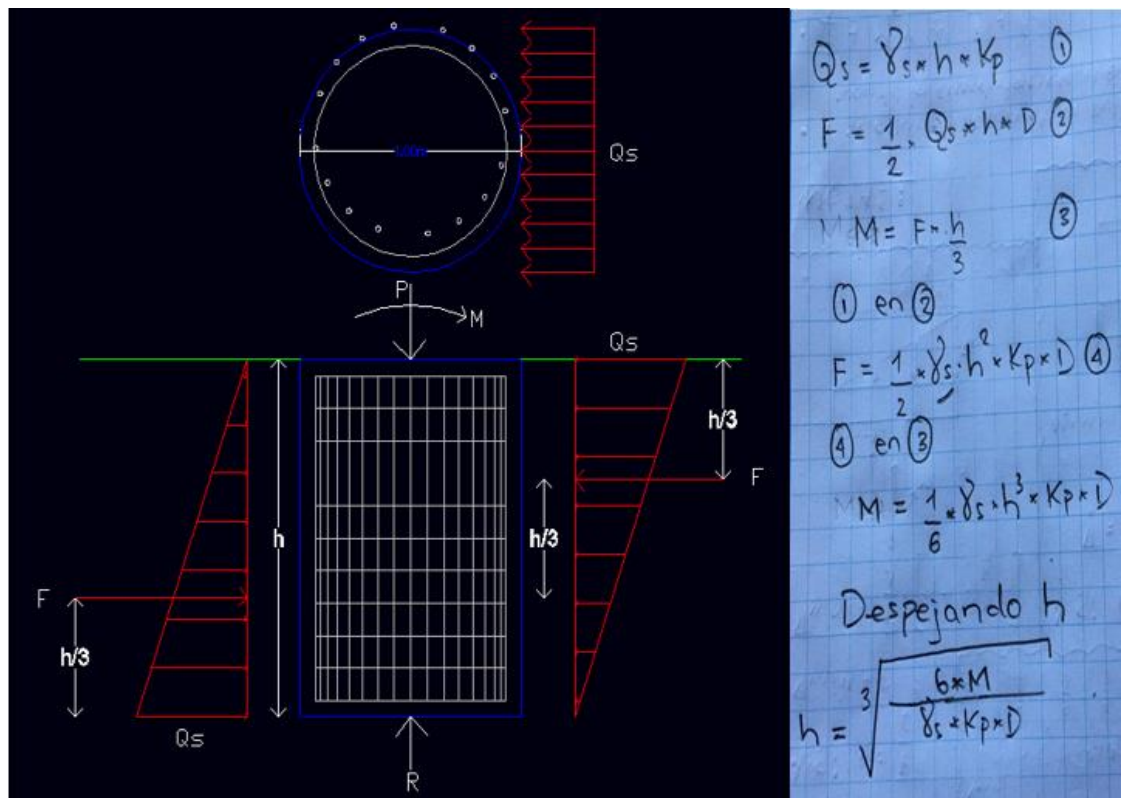 Qs
P
M
Qs
h/3
F
h
h/3
F
h/3
Qs
R
Qs = γs * h * Kp ①
F = 1/2 * Qs * h * D ②
M = F * h/3 ③
① en ②
F = 1/2 * γs * h² * Kp * D ④
④ en ③
M = 1/6 * γs * h³ * Kp * D
Despejando h
h = ³√(6*M / γs * Kp * D)